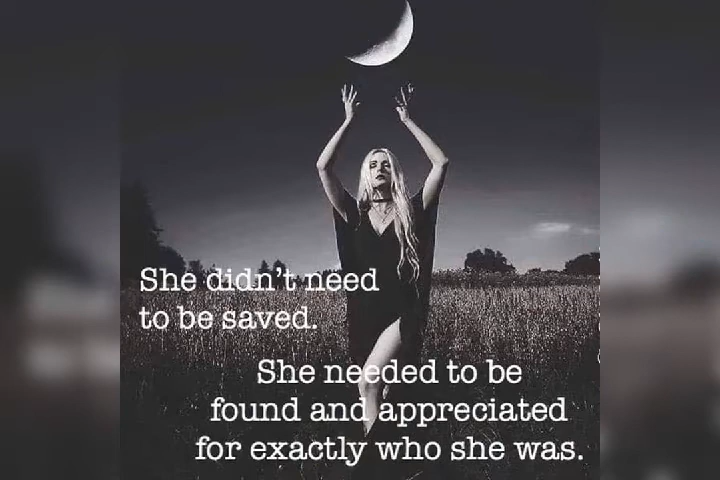 She didn't need
to be saved.
She needed to be
found and appreciated
for exactly who she was.